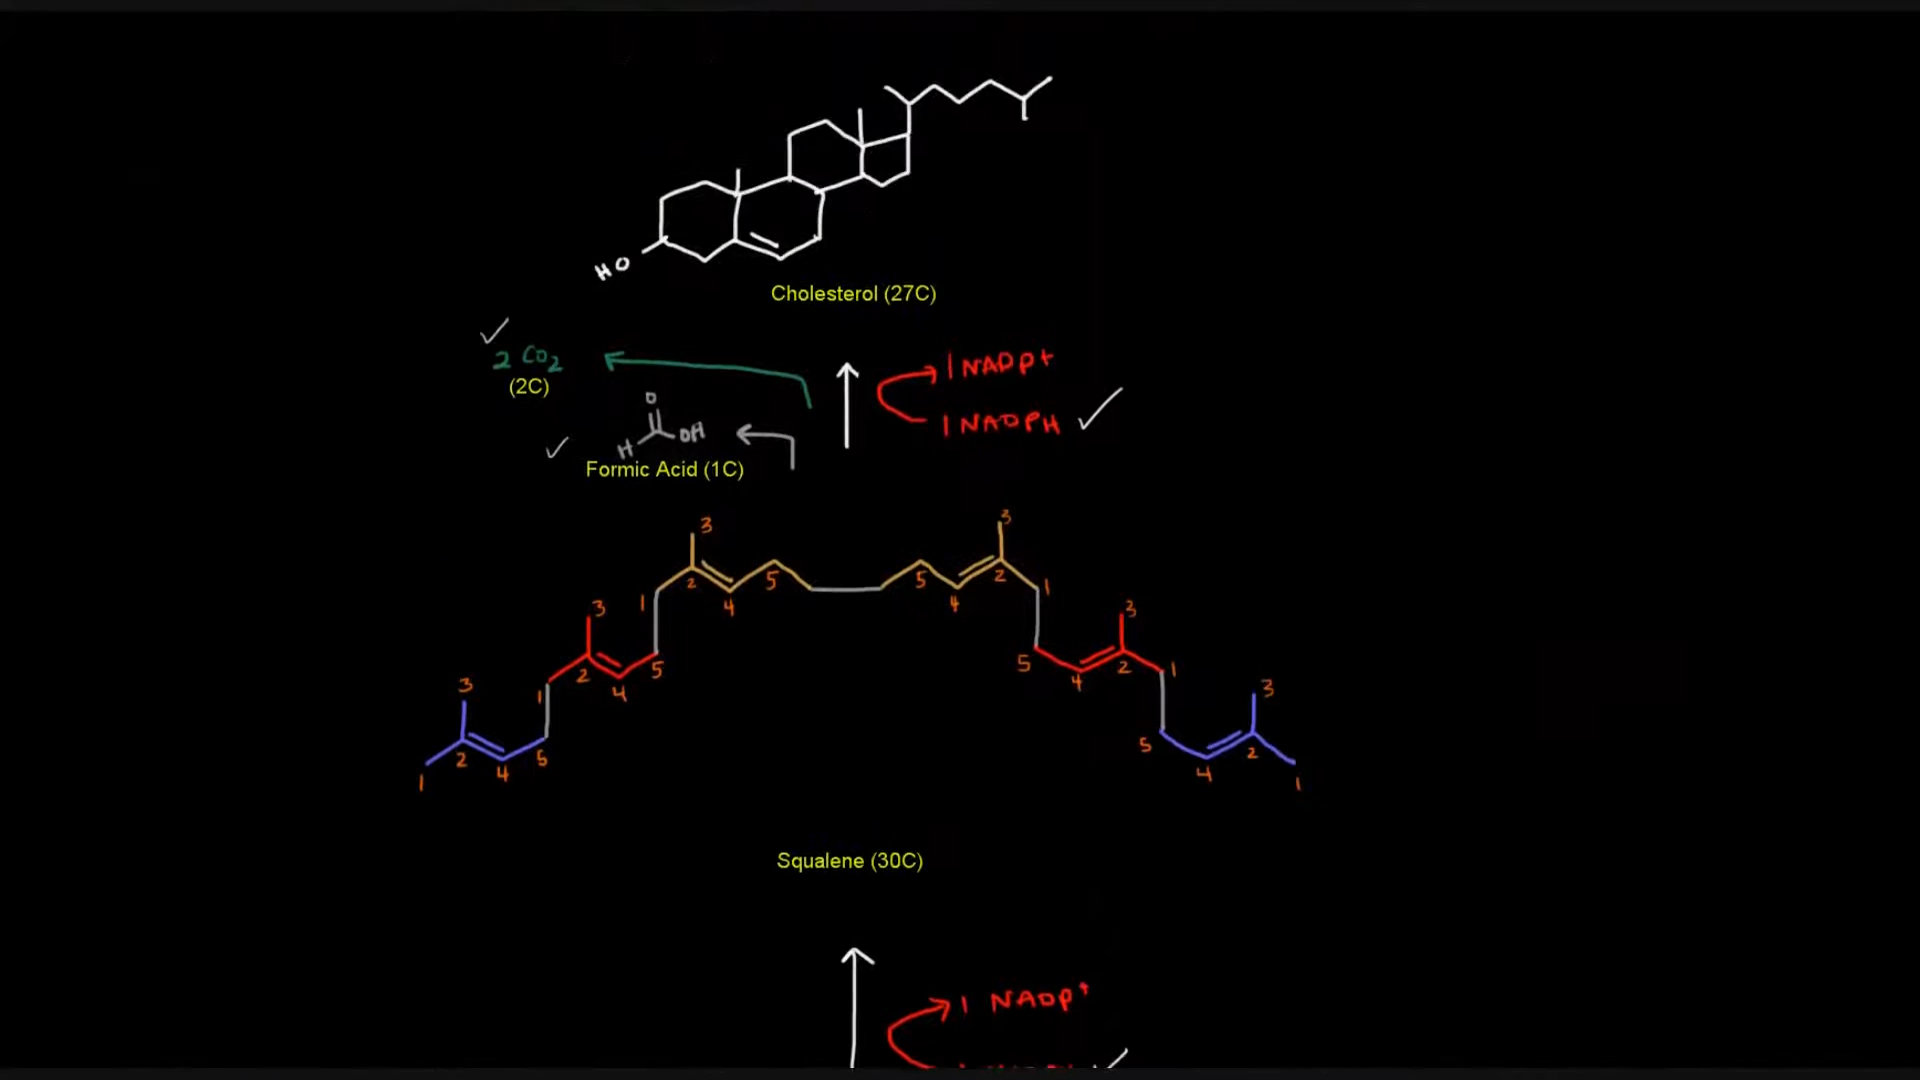 HO
Cholesterol (27C)
2 CO2
(2C)
1 NADP+
1 NADPH
O
H
OH
Formic Acid (1C)
3 3
2 4 5 5 4 2
1 1
3 3
2 4 5 5 4 2
1 1
3 3
1 2 4 5 5 4 2 1
Squalene (30C)
1 NADP+